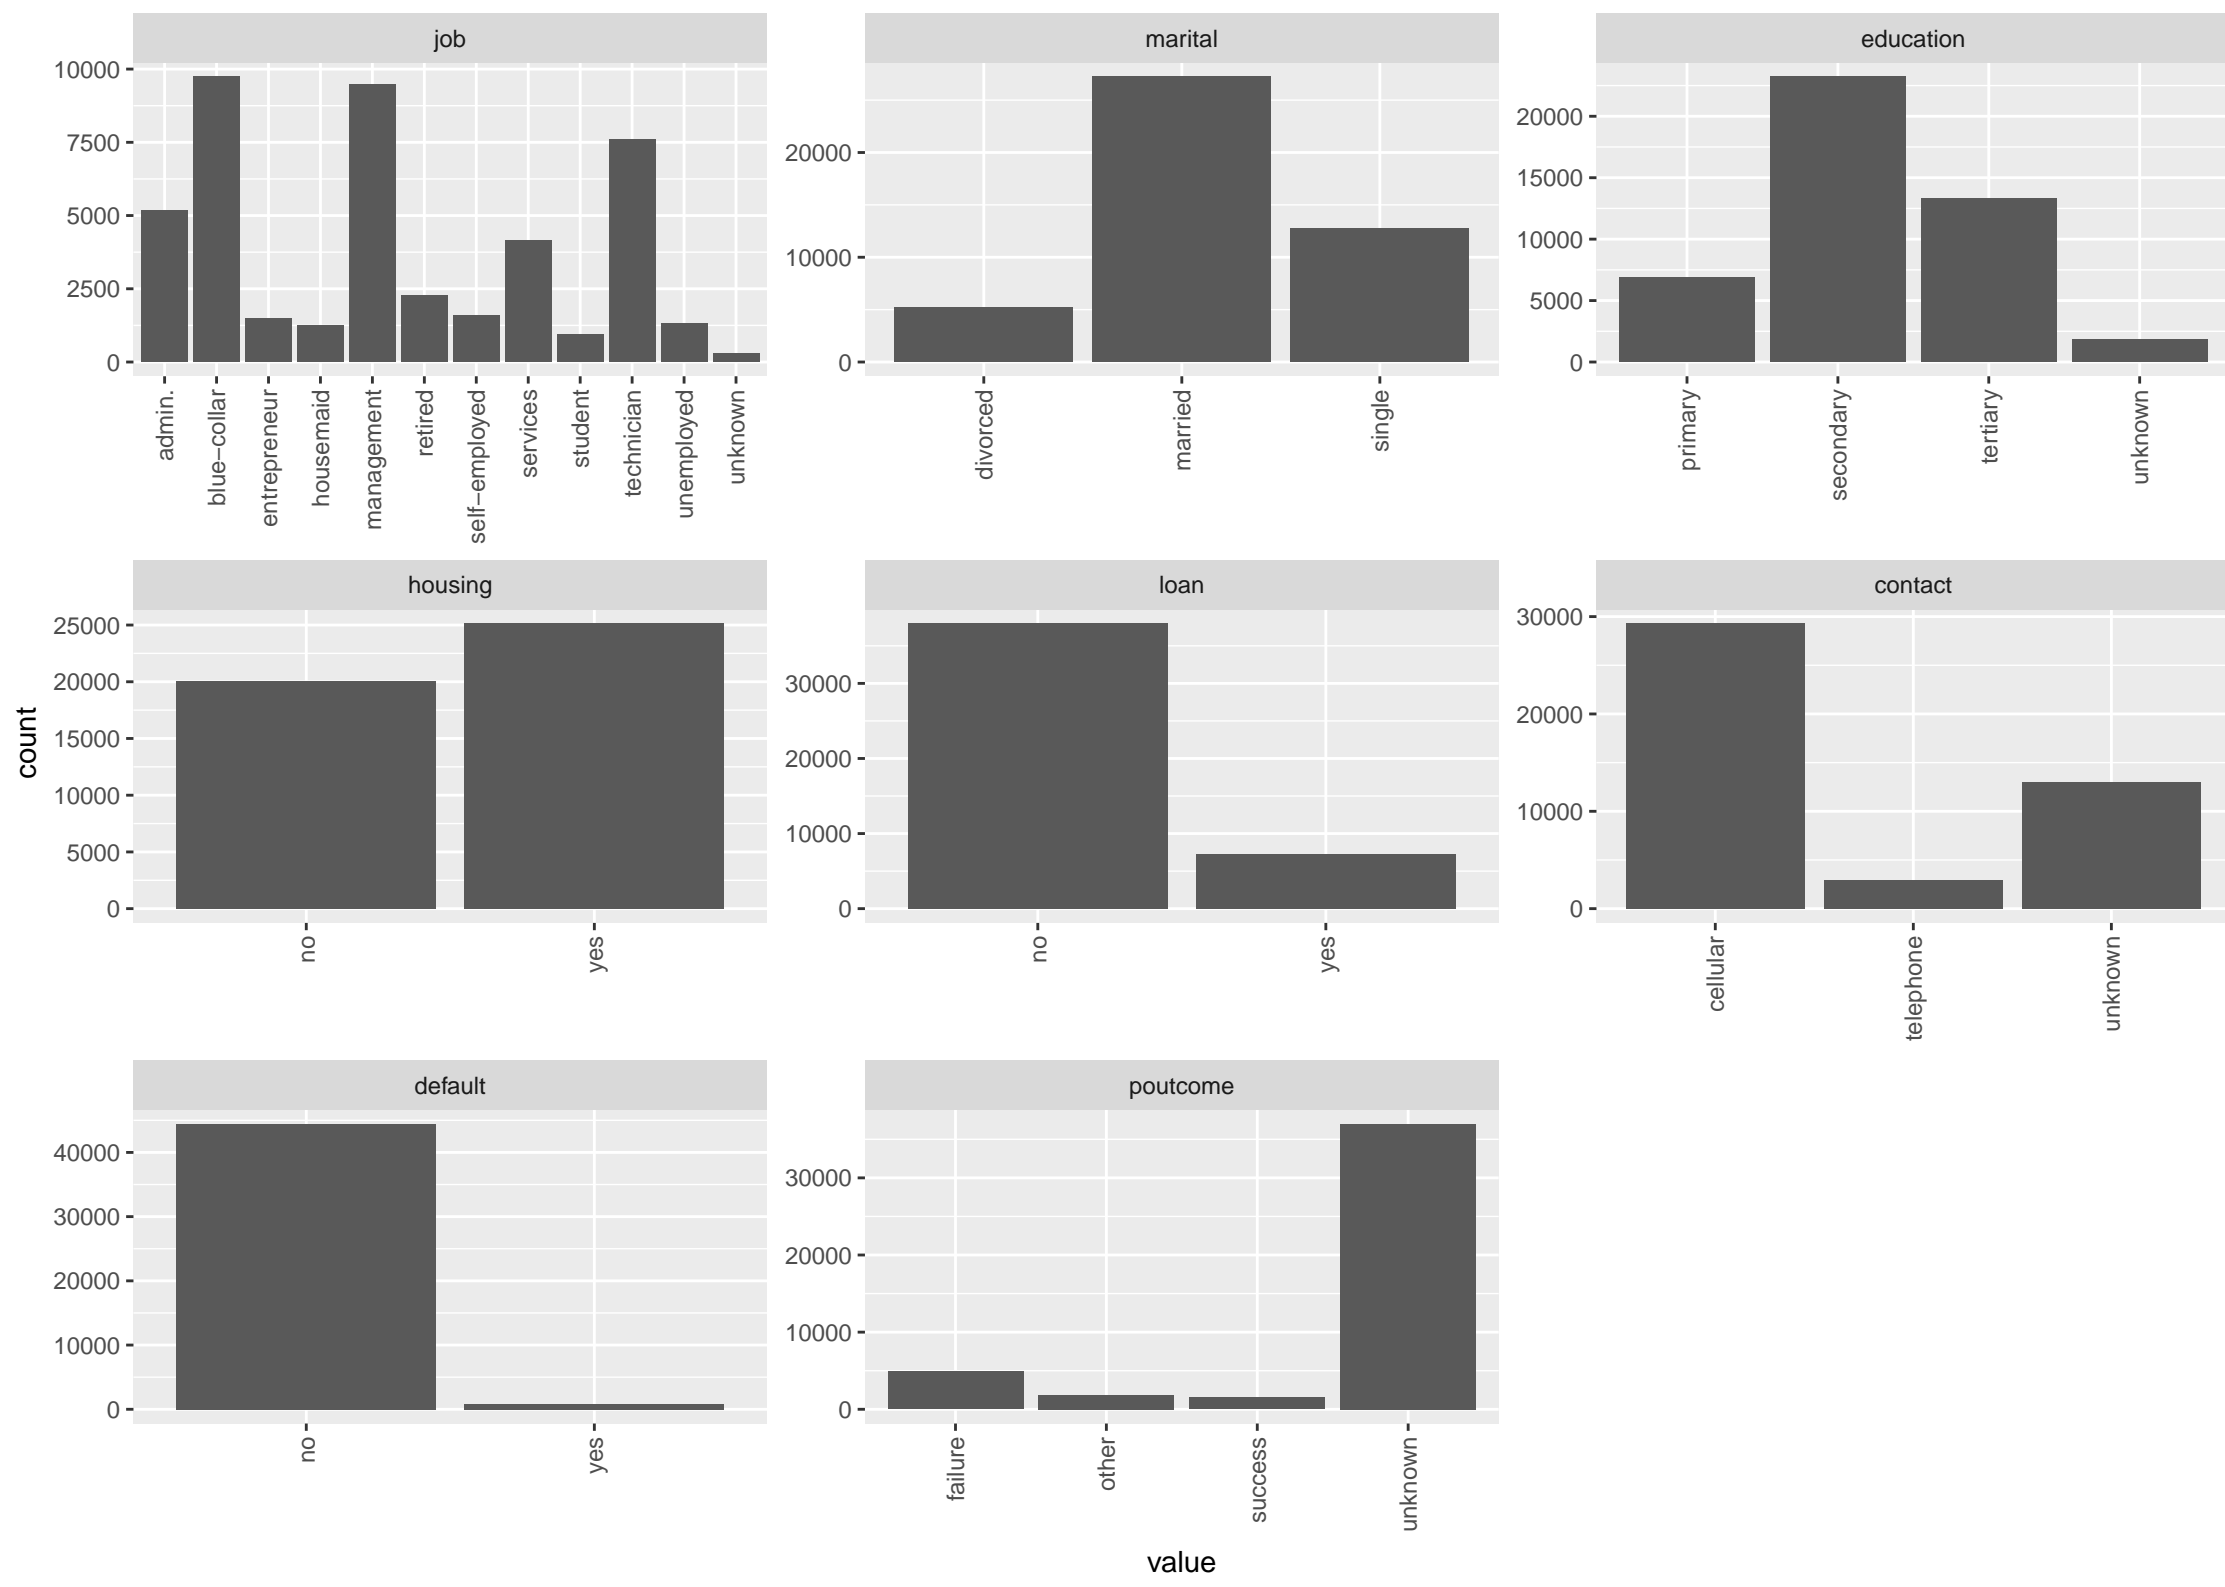 job
marital
education
10000
7500
5000
2500
0
20000
10000
0
20000
15000
10000
5000
0
admin.
blue−collar
entrepreneur
housemaid
management
retired
self−employed
services
student
technician
unemployed
unknown
divorced
married
single
primary
secondary
tertiary
unknown
housing
loan
contact
count
25000
20000
15000
10000
5000
0
30000
20000
10000
0
30000
20000
10000
0
no
yes
no
yes
cellular
telephone
unknown
default
poutcome
40000
30000
20000
10000
0
30000
20000
10000
0
no
yes
failure
other
success
unknown
value